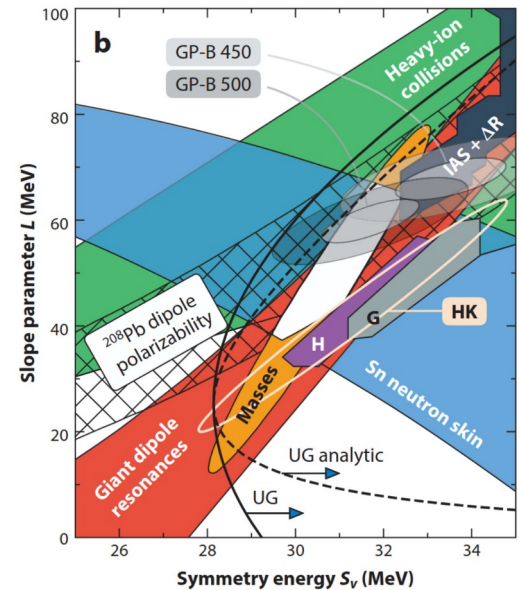 b
GP-B 450
GP-B 500
Heavy-ion
collisions
IAS + ΔR
²⁰⁸Pb dipole
polarizability
H
G
HK
Masses
Sn neutron
skin
Giant dipole
resonances
UG analytic
UG
Slope parameter L (MeV)
100
80
60
40
20
0
26
28
30
32
34
Symmetry energy Sᵥ (MeV)